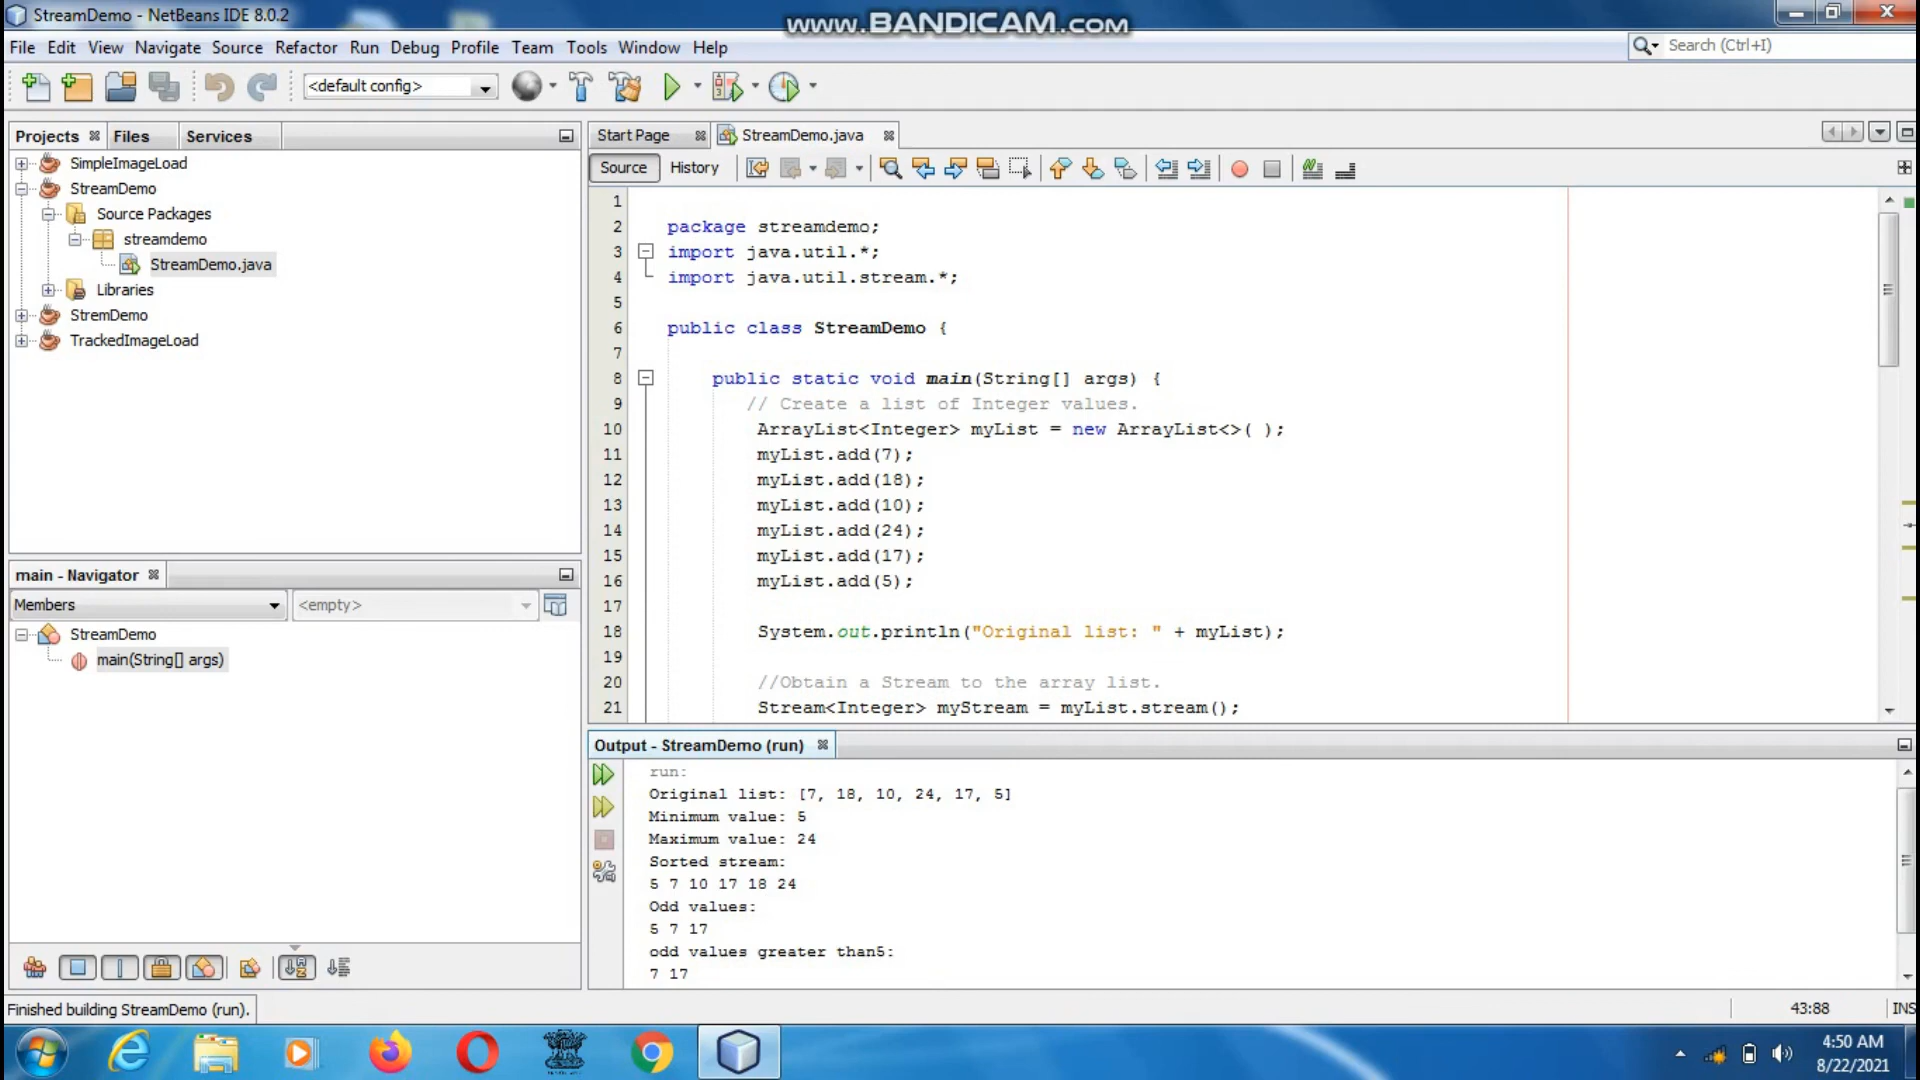 StreamDemo - NetBeans IDE 8.0.2
www.BANDICAM.com
File Edit View Navigate Source Refactor Run Debug Profile Team Tools Window Help
Search (Ctrl+I)
<default config>
Projects Files Services
SimpleImageLoad
StreamDemo
Source Packages
streamdemo
StreamDemo.java
Libraries
StremDemo
TrackedImageLoad
main - Navigator
Members <empty>
StreamDemo
main(String[] args)
Start Page StreamDemo.java
Source History
1
2 package streamdemo;
3 import java.util.*;
4 import java.util.stream.*;
5
6 public class StreamDemo {
7
8 public static void main(String[] args) {
9 // Create a list of Integer values.
10 ArrayList<Integer> myList = new ArrayList<>( );
11 myList.add(7);
12 myList.add(18);
13 myList.add(10);
14 myList.add(24);
15 myList.add(17);
16 myList.add(5);
17
18 System.out.println("Original list: " + myList);
19
20 //Obtain a Stream to the array list.
21 Stream<Integer> myStream = myList.stream();
Output - StreamDemo (run)
run:
Original list: [7, 18, 10, 24, 17, 5]
Minimum value: 5
Maximum value: 24
Sorted stream:
5 7 10 17 18 24
Odd values:
5 7 17
odd values greater than5:
7 17
Finished building StreamDemo (run).
43:88 INS
4:50 AM
8/22/2021